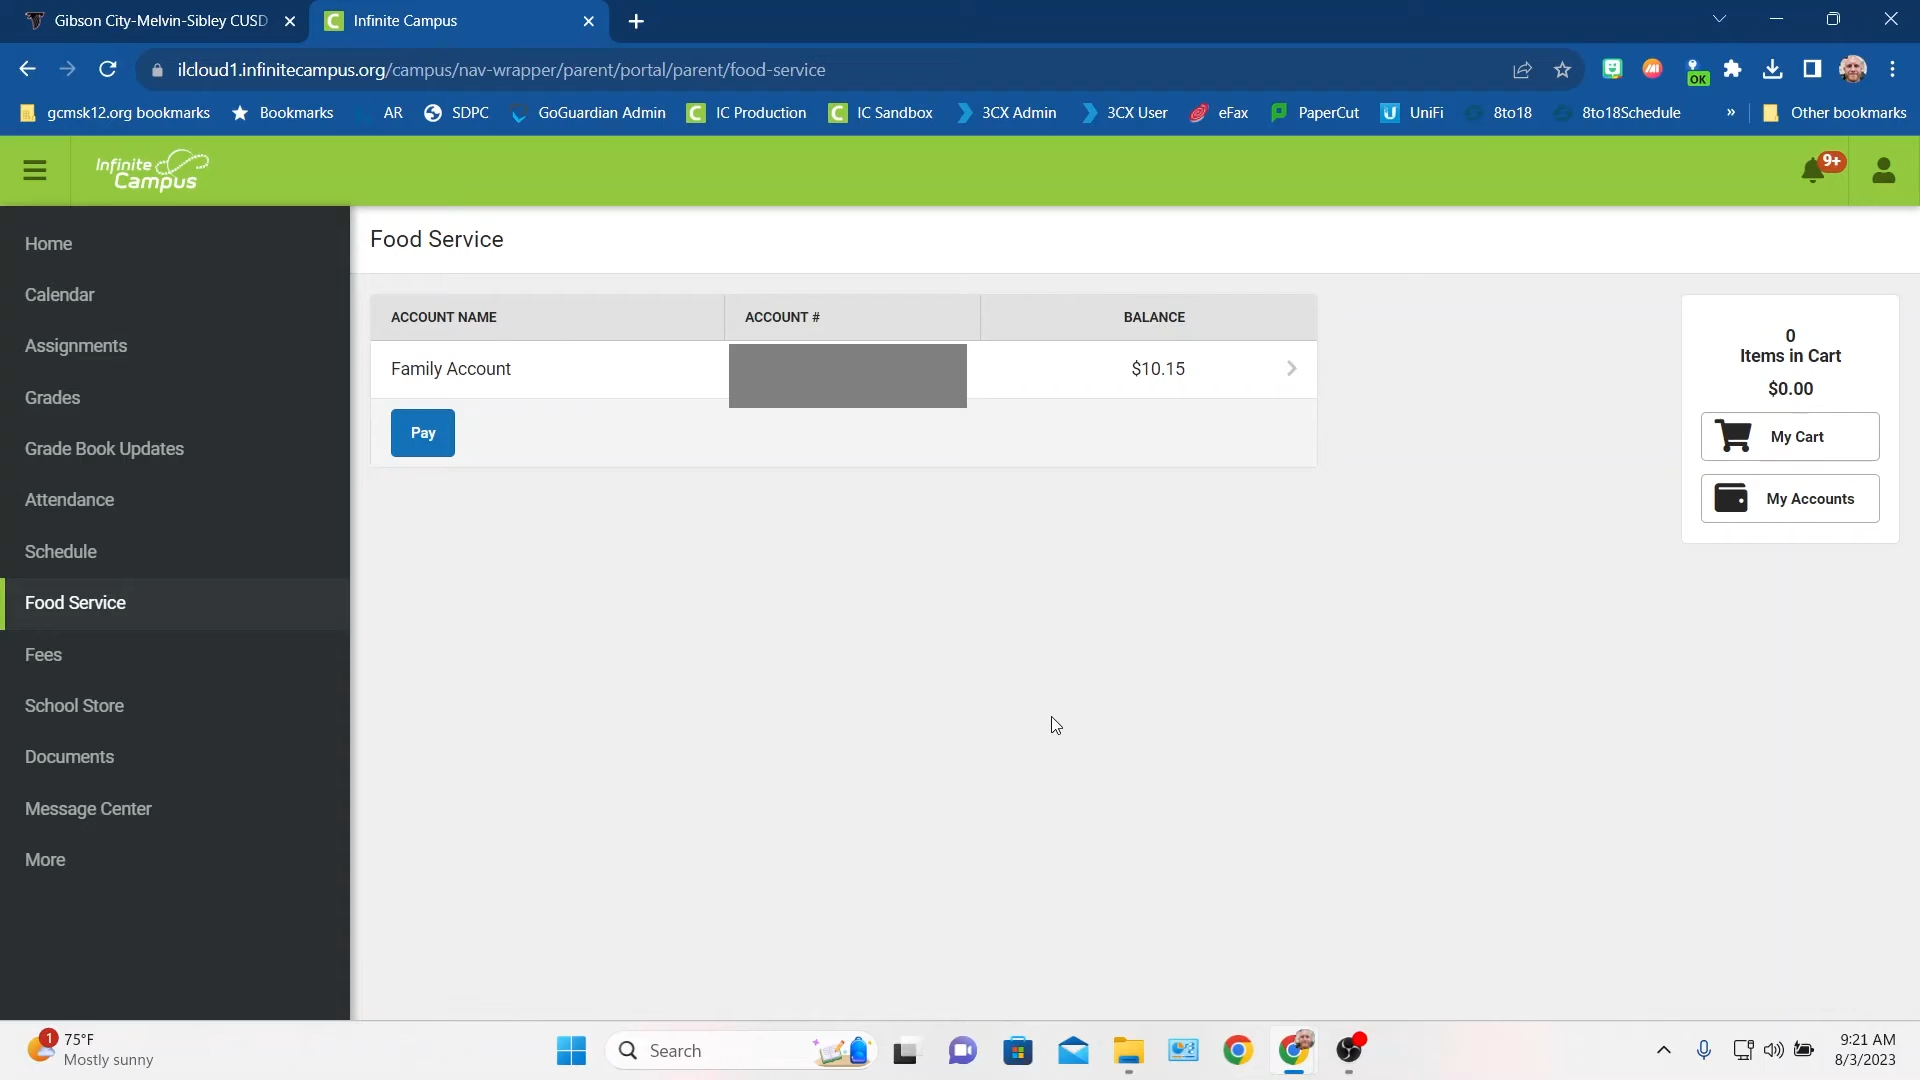 Gibson City-Melvin-Sibley CUSD
Infinite Campus
ilcloud1.infinitecampus.org/campus/nav-wrapper/parent/portal/parent/food-service
OK
gcmsk12.org bookmarks
Bookmarks
AR
SDPC
GoGuardian Admin
IC Production
IC Sandbox
3CX Admin
3CX User
eFax
PaperCut
UniFi
8to18
8to18Schedule
»
Other bookmarks
Infinite
Campus
9+
Home
Calendar
Assignments
Grades
Grade Book Updates
Attendance
Schedule
Food Service
Fees
School Store
Documents
Message Center
More
Food Service
ACCOUNT NAME
ACCOUNT #
BALANCE
Family Account
$10.15
Pay
0
Items in Cart
$0.00
My Cart
My Accounts
1
75°F
Mostly sunny
Search
9:21 AM
8/3/2023